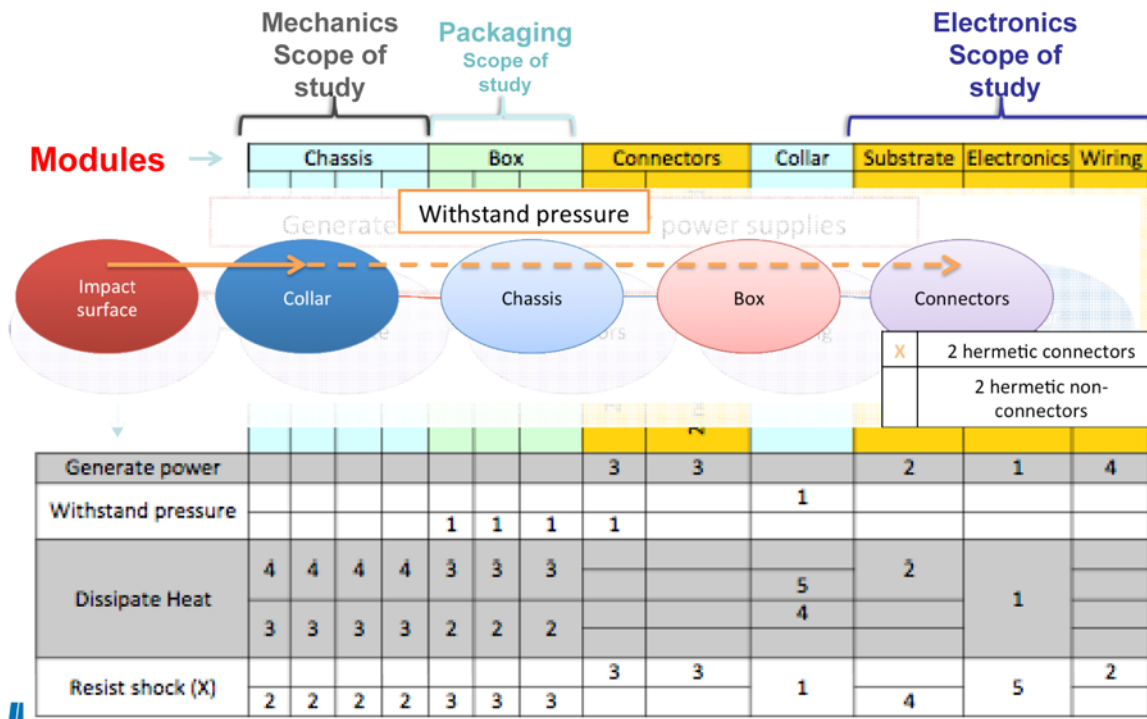 Mechanics
Scope of
study
Packaging
Scope of
study
Electronics
Scope of
study
Modules
Chassis
Box
Connectors
Collar
Substrate
Electronics
Wiring
Withstand pressure
Generate
power supplies
Impact
surface
Collar
Chassis
Box
Connectors
X
2 hermetic connectors
2 hermetic non-
connectors
Generate power
3 3 2 1 4
Withstand pressure
1
1 1 1 1
Dissipate Heat
4 4 4 4 3 3 3 2
5
1
4
3 3 3 3 2 2 2
Resist shock (X)
3 3 2
1 5
2 2 2 2 3 3 3 4